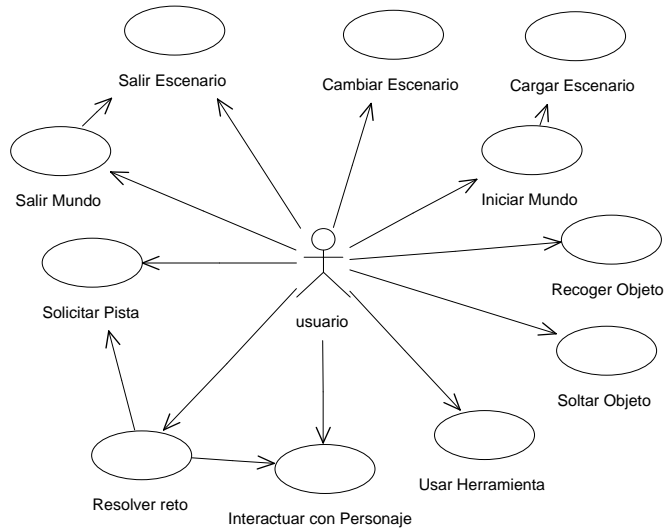 Salir Escenario
Cambiar Escenario
Cargar Escenario
Salir Mundo
Iniciar Mundo
Recoger Objeto
Solicitar Pista
usuario
Soltar Objeto
Usar Herramienta
Resolver reto
Interactuar con Personaje